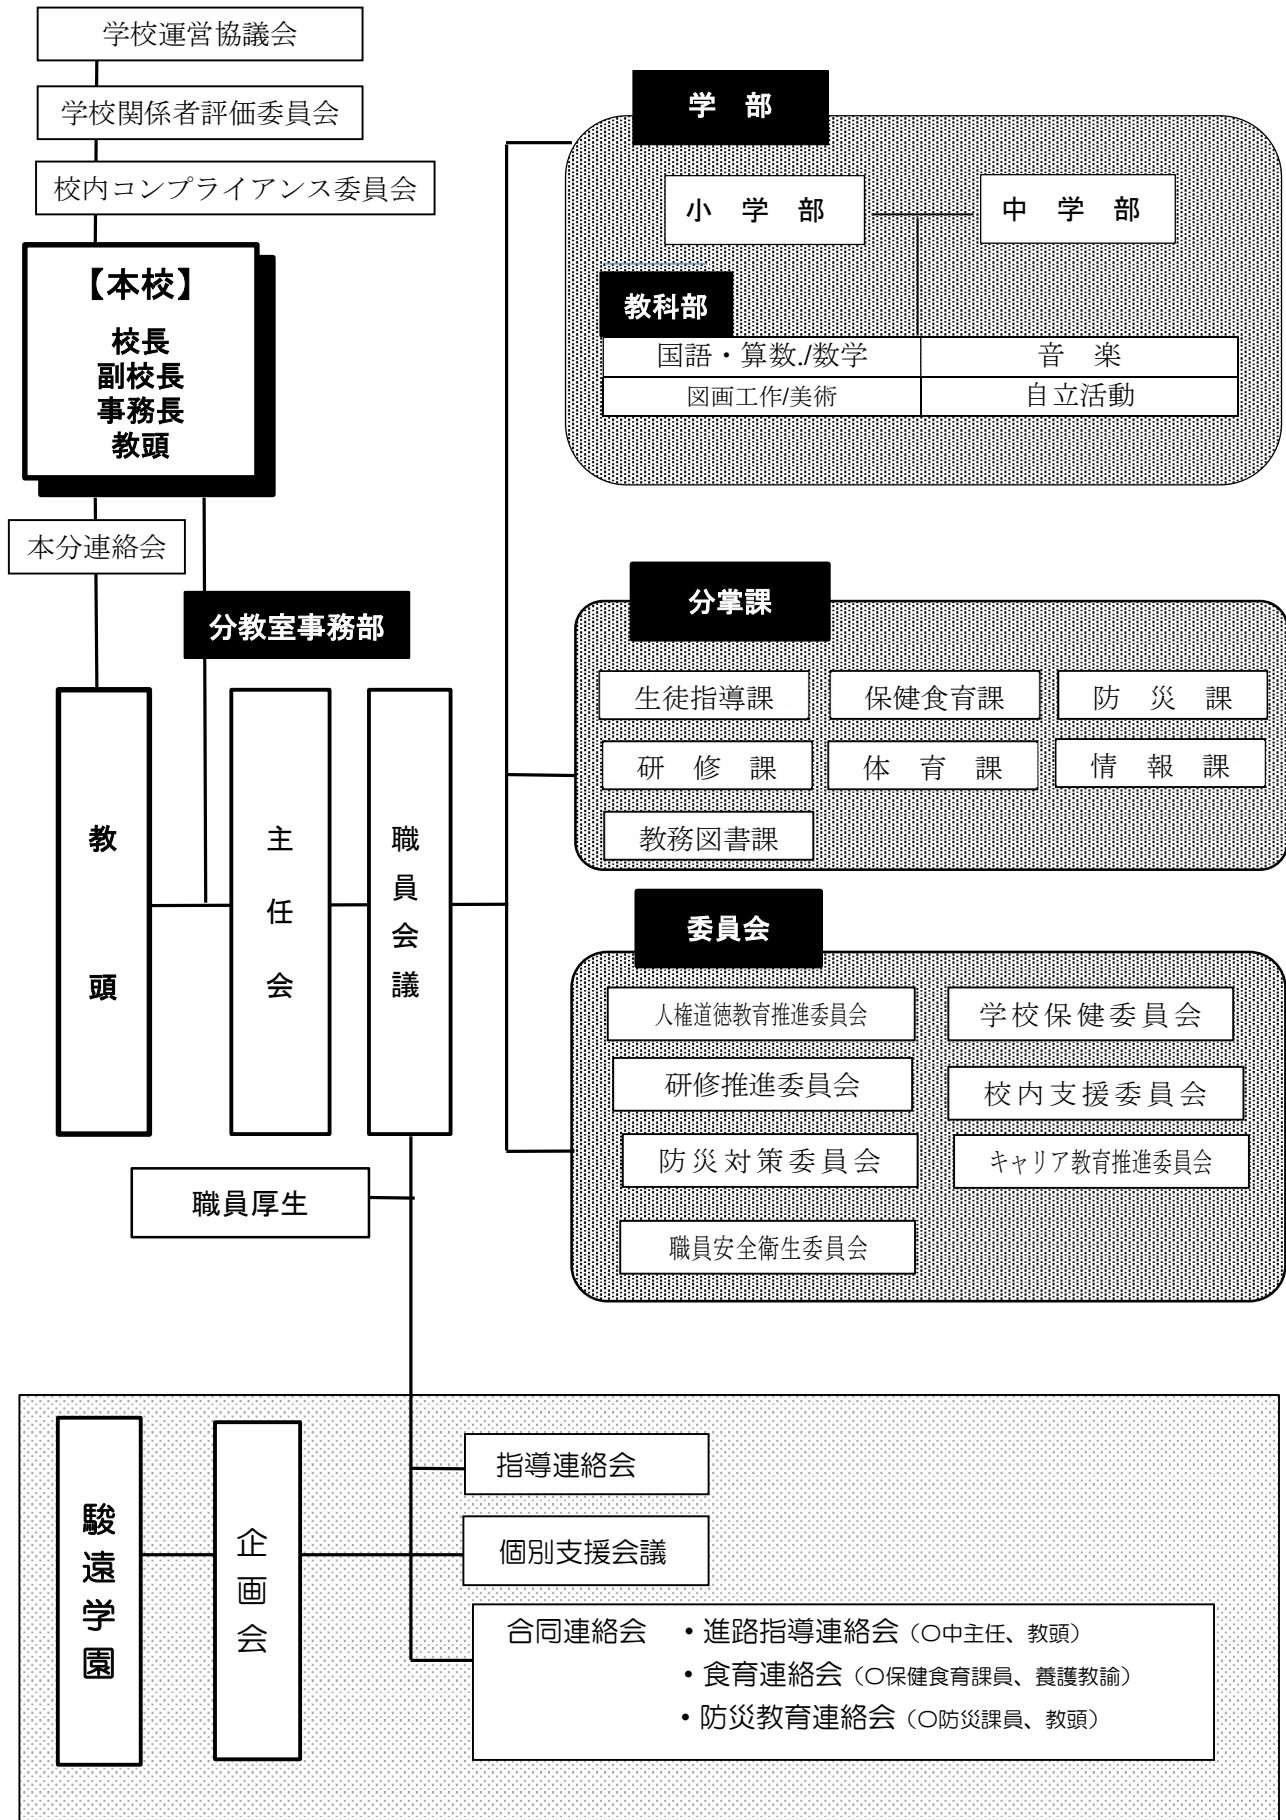 学校運営協議会
学校関係者評価委員会
校内コンプライアンス委員会
【本校】
校長
副校長
事務長
教頭
本分連絡会
分教室事務部
教頭
主任会
職員会議
職員厚生
学 部
小 学 部
中 学 部
教科部
国語・算数./数学
音 楽
図画工作/美術
自立活動
分掌課
生徒指導課
保健食育課
防 災 課
研 修 課
体 育 課
情 報 課
教務図書課
委員会
人権道徳教育推進委員会
学校保健委員会
研修推進委員会
校内支援委員会
防災対策委員会
キャリア教育推進委員会
職員安全衛生委員会
駿遠学園
企画会
指導連絡会
個別支援会議
合同連絡会 ・進路指導連絡会（○中主任、教頭）
・食育連絡会（○保健食育課員、養護教諭）
・防災教育連絡会（○防災課員、教頭）